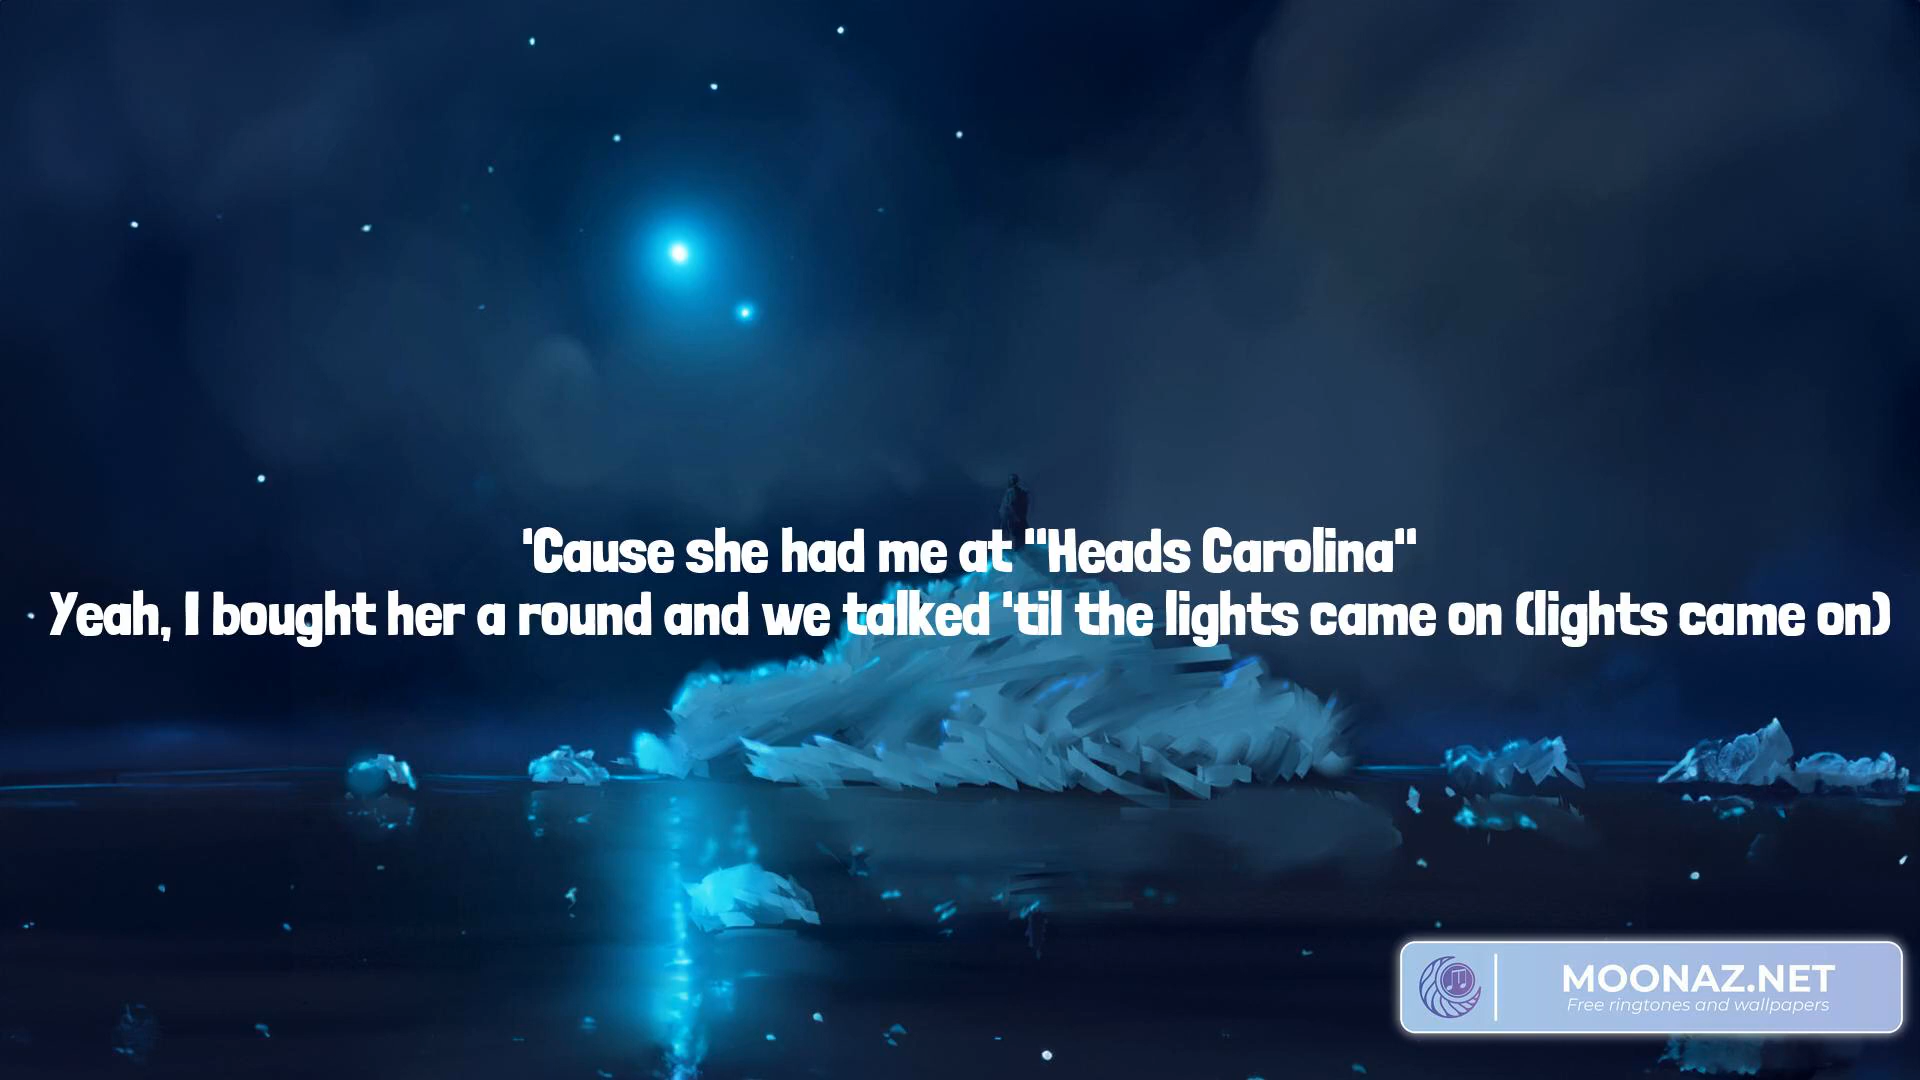 'Cause she had me at "Heads Carolina"
Yeah, I bought her a round and we talked 'til the lights came on (lights came on)
MOONAZ.NET
Free ringtones and wallpapers